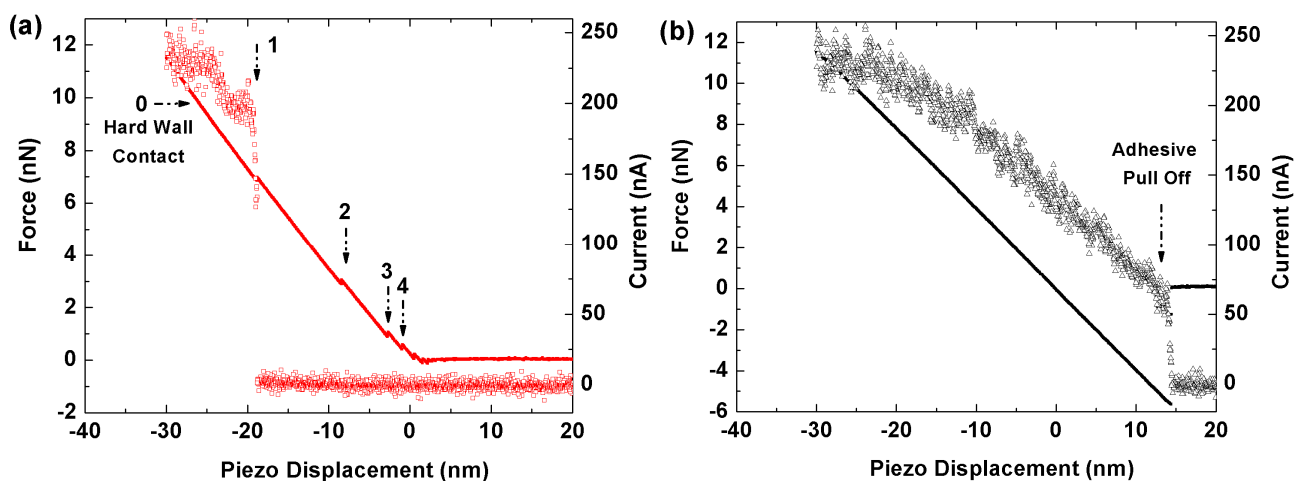 (a)
12
10
8
6
4
2
0
-2
Force (nN)
250
200
150
100
50
0
Current (nA)
1
0
Hard Wall
Contact
2
3
4
-40 -30 -20 -10 0 10 20
Piezo Displacement (nm)
(b)
12
10
8
6
4
2
0
-2
-4
-6
Force (nN)
250
200
150
100
50
0
Current (nA)
Adhesive
Pull Off
-40 -30 -20 -10 0 10 20
Piezo Displacement (nm)